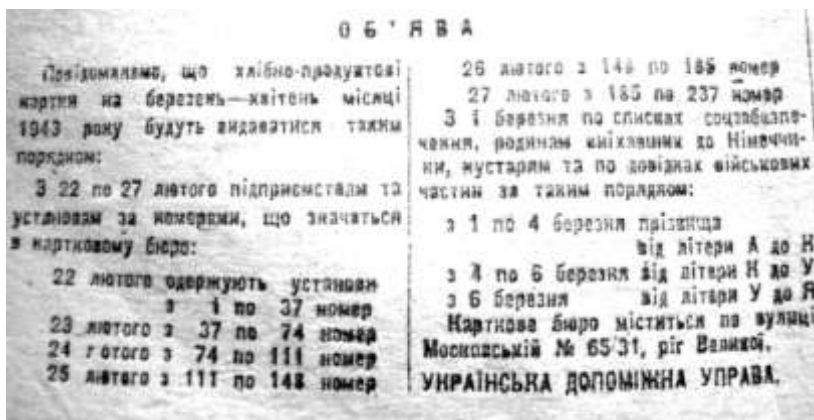 ОБ'ЯВА
Повідомляємо, що хлібно-продуктові
картки на березень—квітень місяці
1943 року будуть видаватися таким
порядком:
З 22 по 27 лютого підприємствам та
установам за номерами, що значаться
в картковому бюро:
22 лютого одержують установи
з 1 по 37 номер
23 лютого з 37 по 74 номер
24 лютого з 74 по 111 номер
25 лютого з 111 по 148 номер
26 лютого з 148 по 185 номер
27 лютого з 185 по 237 номер
З 1 березня по списках соцзабезпе-
чення, родинам виїхавших до Німеччи-
ни, кустарям та по довідках військових
частин за таким порядком:
з 1 по 4 березня прізвища
від літери А до К
з 4 по 6 березня від літери К до У
з 6 березня від літери У до Я
Карткове бюро міститься по вулиці
Московській № 65/31, ріг Великої.
УКРАЇНСЬКА ДОПОМІЖНА УПРАВА.